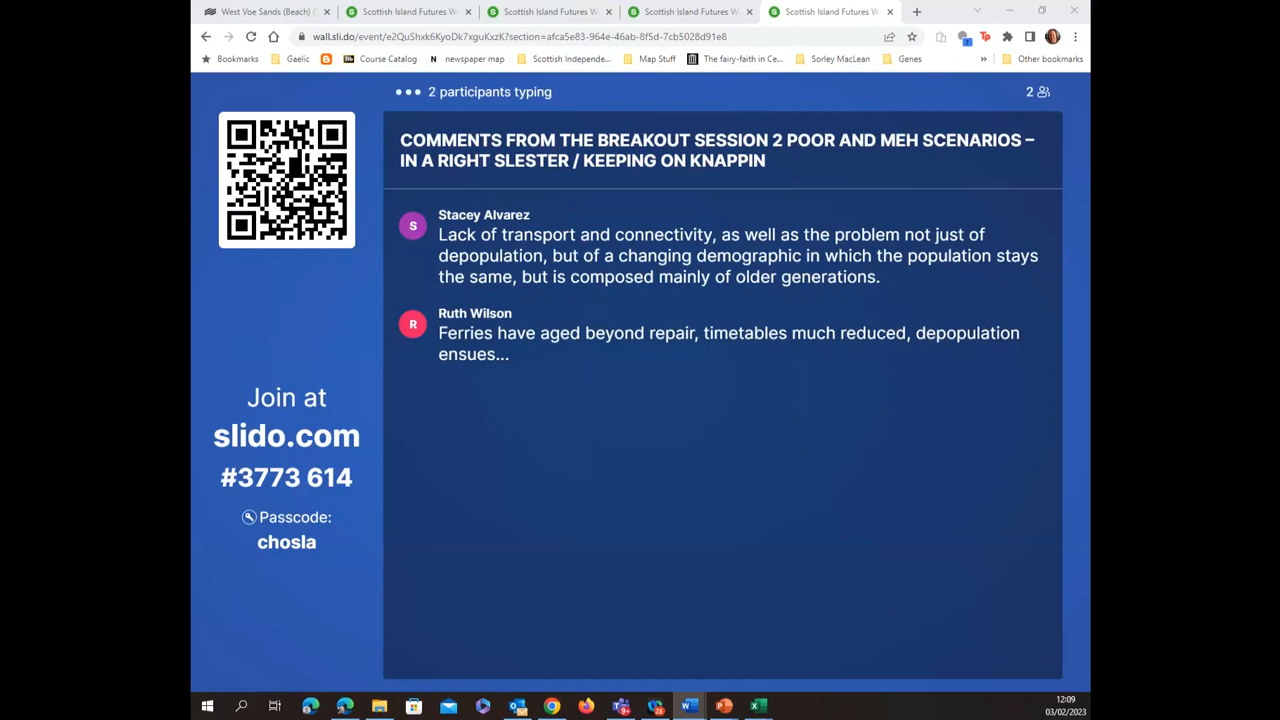 West Voe Sands (Beach) (
Scottish Island Futures W
Scottish Island Futures W
Scottish Island Futures W
Scottish Island Futures W
wall.sli.do/event/e2QuShxk6KyoDk7xguKxzK?section=afca5e83-964e-46ab-8f5d-7cb5028d91e8
Bookmarks Gaelic Course Catalog newspaper map Scottish Independe... Map Stuff The fairy-faith in Ce... Sorley MacLean Genes » Other bookmarks
2 participants typing
2
COMMENTS FROM THE BREAKOUT SESSION 2 POOR AND MEH SCENARIOS –
IN A RIGHT SLESTER / KEEPING ON KNAPPIN
S
Stacey Alvarez
Lack of transport and connectivity, as well as the problem not just of
depopulation, but of a changing demographic in which the population stays
the same, but is composed mainly of older generations.
R
Ruth Wilson
Ferries have aged beyond repair, timetables much reduced, depopulation
ensues...
Join at
slido.com
#3773 614
Passcode:
chosla
12:09
03/02/2023